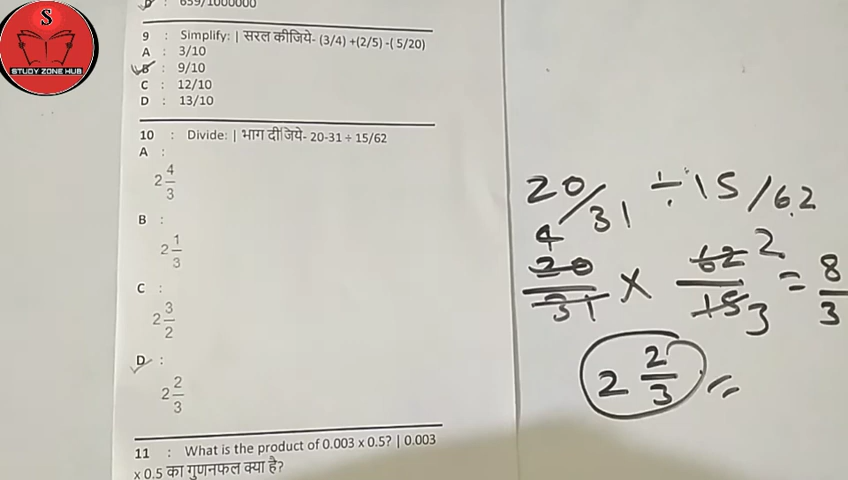 S
STUDY ZONE HUB
D : 659/1000000
9 : Simplify: | सरल कीजिये- (3/4) +(2/5) -( 5/20)
A : 3/10
B : 9/10
C : 12/10
D : 13/10
10 : Divide: | भाग दीजिये- 20-31 ÷ 15/62
A :
2 4/3
B :
2 1/3
C :
2 3/2
D :
2 2/3
11 : What is the product of 0.003 x 0.5? | 0.003
x 0.5 का गुणनफल क्या है?
20/31 ÷ 15/62
4 2
20/31 × 62/15 = 8/3
3
2 2/3 =